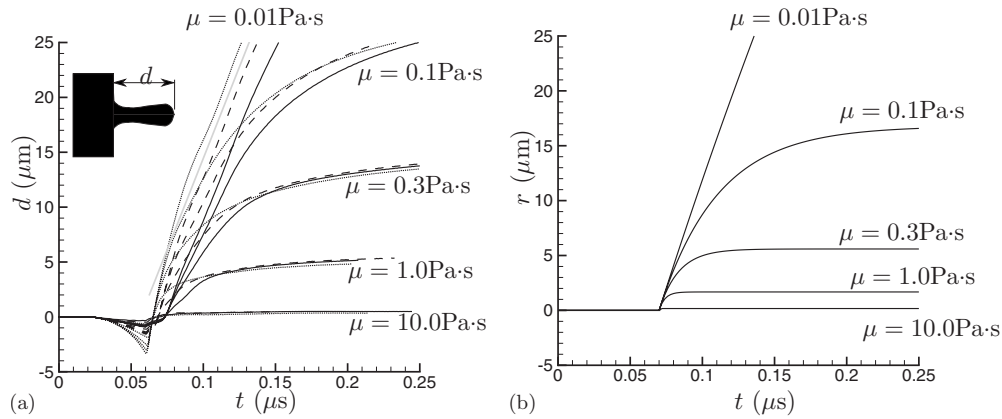 μ = 0.01Pa·s
25
20
15
10
5
0
-5
d (μm)
d
μ = 0.1Pa·s
μ = 0.3Pa·s
μ = 1.0Pa·s
μ = 10.0Pa·s
0
0.05
0.1
0.15
0.2
0.25
t (μs)
(a)
μ = 0.01Pa·s
25
20
15
10
5
0
-5
r (μm)
μ = 0.1Pa·s
μ = 0.3Pa·s
μ = 1.0Pa·s
μ = 10.0Pa·s
0
0.05
0.1
0.15
0.2
0.25
t (μs)
(b)